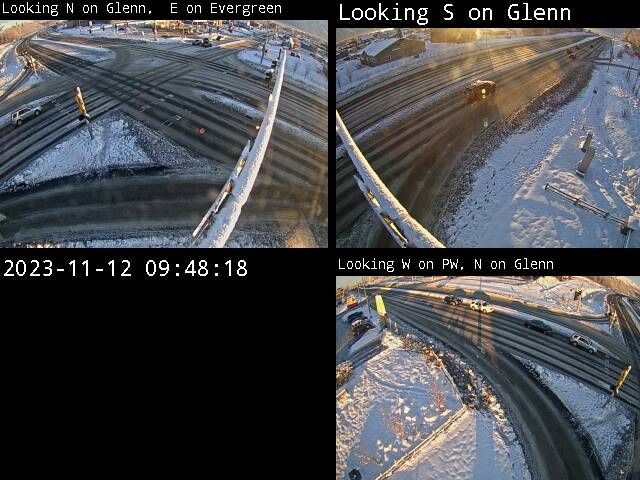 Looking N on Glenn,  E on Evergreen
Looking S on Glenn
2023-11-12 09:48:18
Looking W on PW, N on Glenn